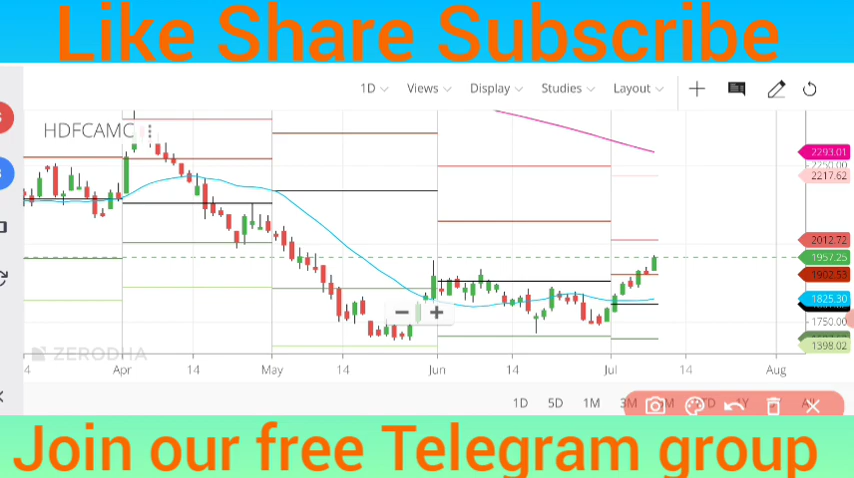 Like Share Subscribe
1D Views Display Studies Layout
HDFCAMC
2293.01
2250.00
2217.62
2012.72
1957.25
1902.53
1825.30
1750.00
1398.02
ZERODHA
Apr 14 May 14 Jun 14 Jul 14 Aug
1D 5D 1M 3M
Join our free Telegram group